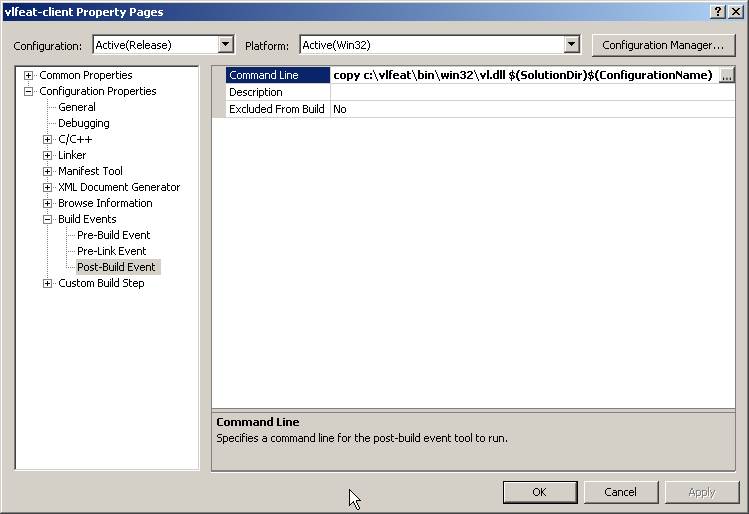 vlfeat-client Property Pages
Configuration: Active(Release) Platform: Active(Win32) Configuration Manager...
Common Properties
Configuration Properties
General
Debugging
C/C++
Linker
Manifest Tool
XML Document Generator
Browse Information
Build Events
Pre-Build Event
Pre-Link Event
Post-Build Event
Custom Build Step
Command Line copy c:\vlfeat\bin\win32\vl.dll $(SolutionDir)$(ConfigurationName) ...
Description
Excluded From Build No
Command Line
Specifies a command line for the post-build event tool to run.
OK Cancel Apply